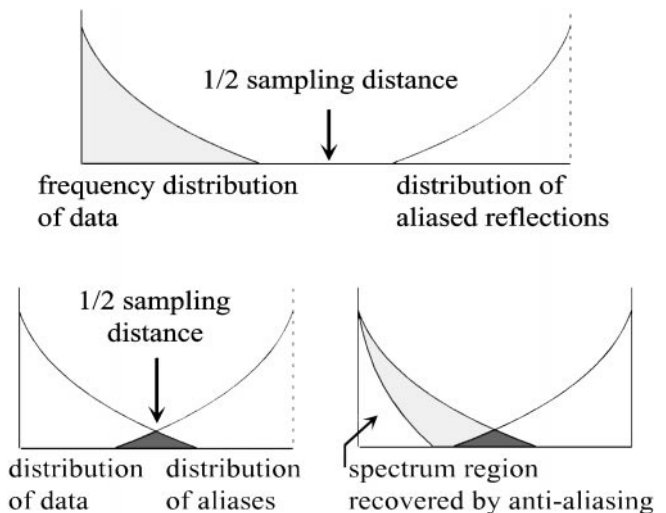 1/2 sampling distance
frequency distribution
of data
distribution of
aliased reflections
1/2 sampling
distance
distribution
of data
distribution
of aliases
spectrum region
recovered by anti-aliasing